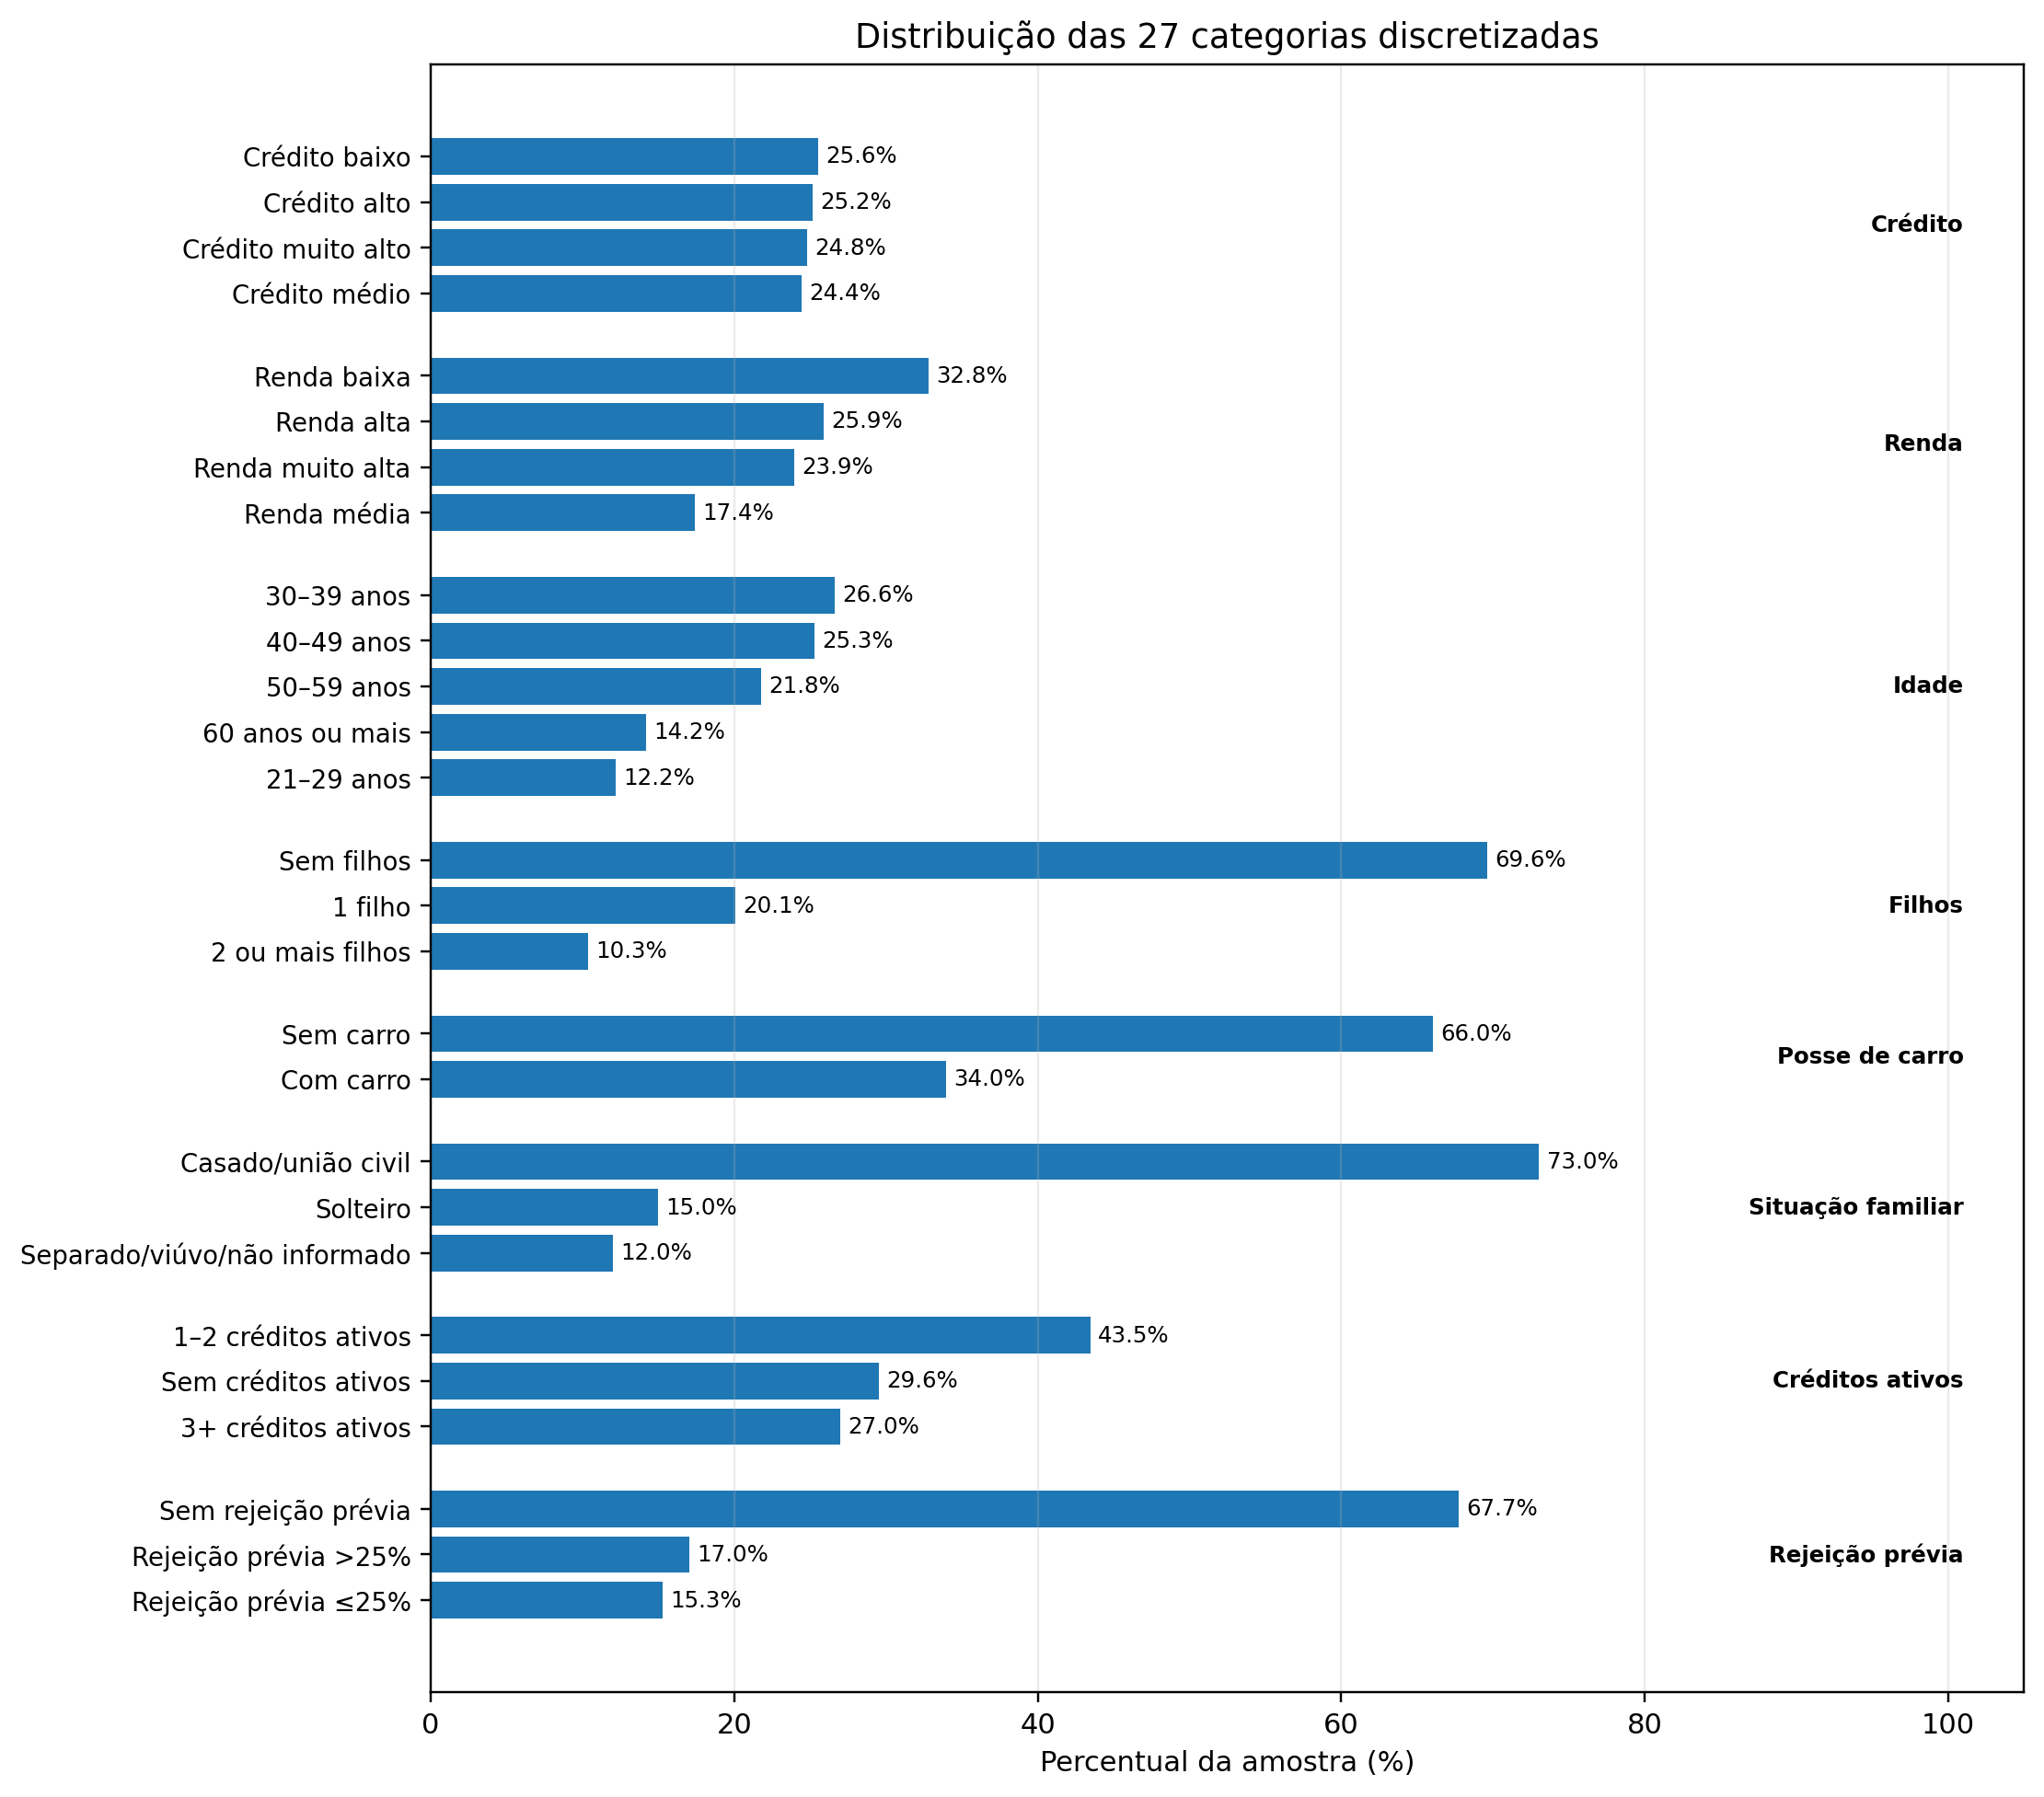 Distribuição das 27 categorias discretizadas
Crédito baixo 25.6%
Crédito alto 25.2%
Crédito
Crédito muito alto 24.8%
Crédito médio 24.4%
Renda baixa 32.8%
Renda alta 25.9%
Renda
Renda muito alta 23.9%
Renda média 17.4%
30–39 anos 26.6%
40–49 anos 25.3%
50–59 anos 21.8% Idade
60 anos ou mais 14.2%
21–29 anos 12.2%
Sem filhos 69.6%
1 filho 20.1% Filhos
2 ou mais filhos 10.3%
Sem carro 66.0%
Posse de carro
Com carro 34.0%
Casado/união civil 73.0%
Solteiro 15.0% Situação familiar
Separado/viúvo/não informado 12.0%
1–2 créditos ativos 43.5%
Sem créditos ativos 29.6% Créditos ativos
3+ créditos ativos 27.0%
Sem rejeição prévia 67.7%
Rejeição prévia >25% 17.0% Rejeição prévia
Rejeição prévia ≤25% 15.3%
0 20 40 60 80 100
Percentual da amostra (%)